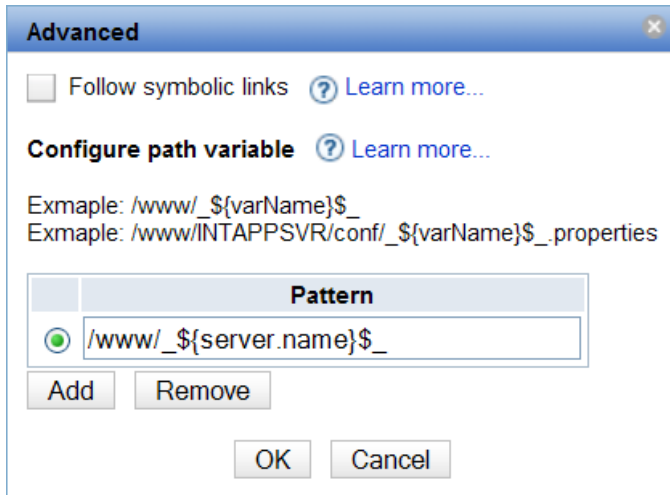 Advanced
Follow symbolic links ? Learn more...
Configure path variable ? Learn more...
Exmaple: /www/_${varName}$_
Exmaple: /www/INTAPPSVR/conf/_${varName}$_.properties
Pattern
/www/_${server.name}$_
Add Remove
OK Cancel